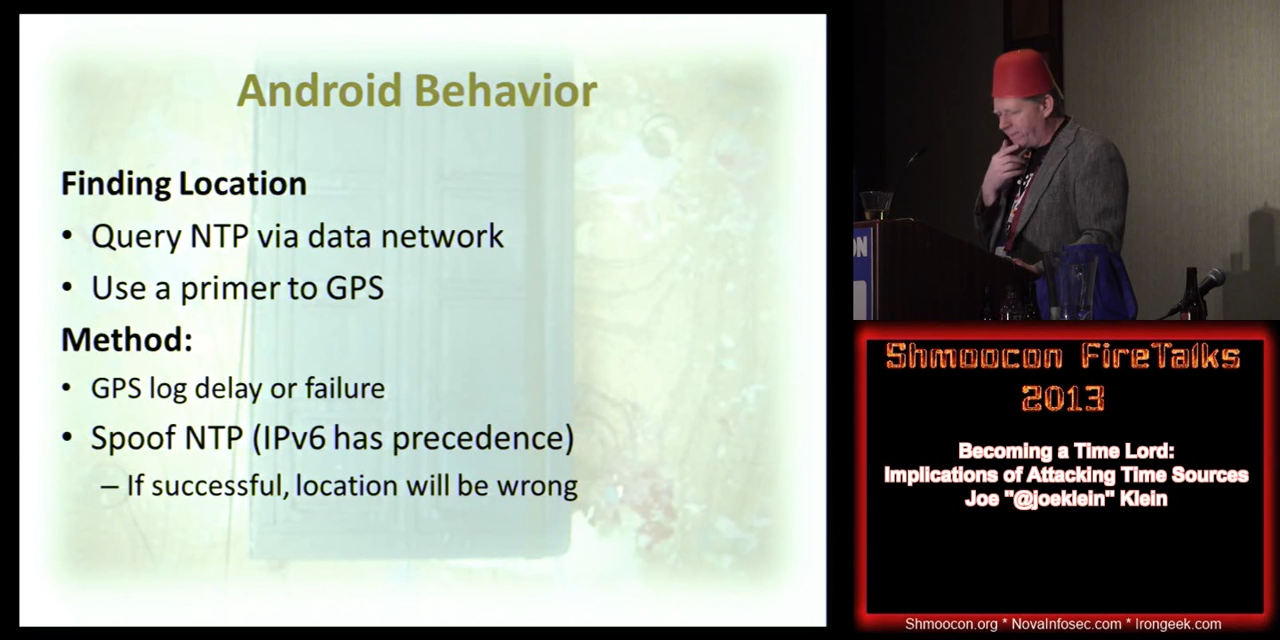 Android Behavior
Finding Location
• Query NTP via data network
• Use a primer to GPS
Method:
• GPS log delay or failure
• Spoof NTP (IPv6 has precedence)
– If successful, location will be wrong
ON
Shmoocon FireTalks
2013
Becoming a Time Lord:
Implications of Attacking Time Sources
Joe "@joeklein" Klein
Shmoocon.org * NovaInfosec.com * Irongeek.com